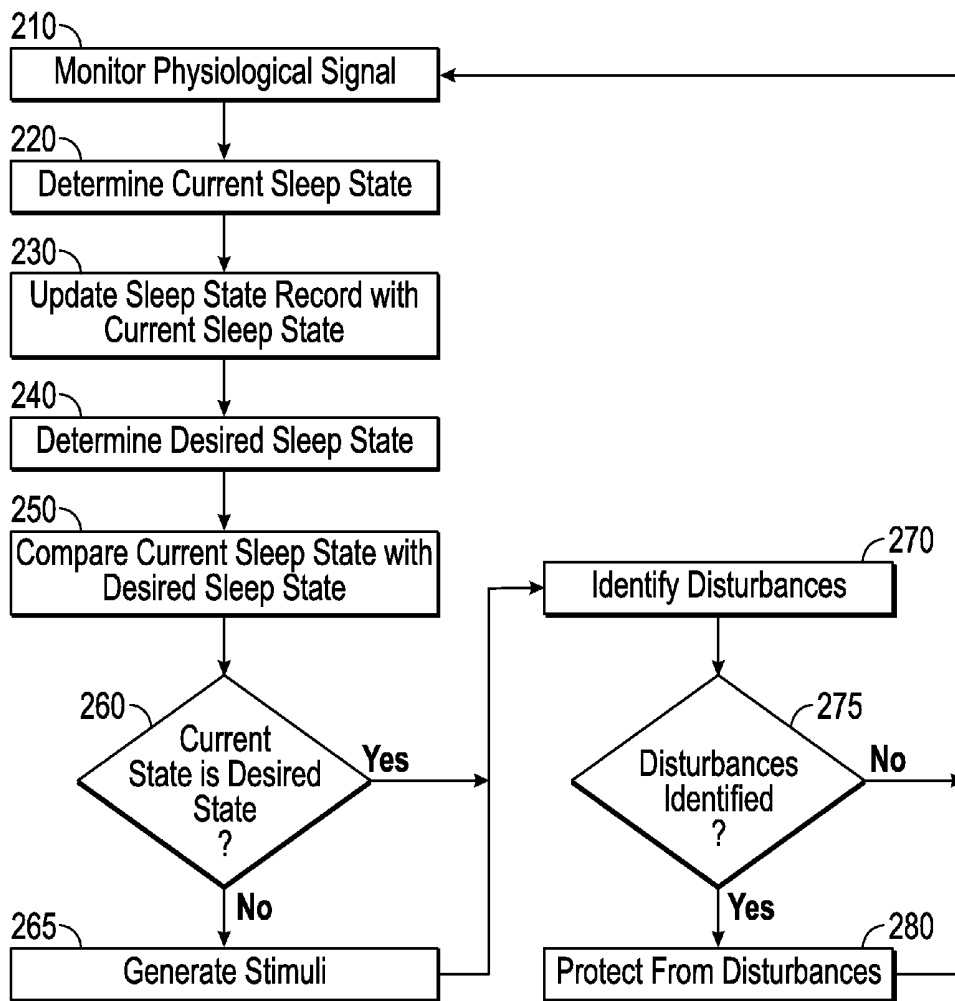 210
Monitor Physiological Signal
220
Determine Current Sleep State
230
Update Sleep State Record with
Current Sleep State
240
Determine Desired Sleep State
250
Compare Current Sleep State with
Desired Sleep State
260
Current
State is Desired
State
?
Yes
No
265
Generate Stimuli
270
Identify Disturbances
275
Disturbances
Identified
?
No
Yes
280
Protect From Disturbances